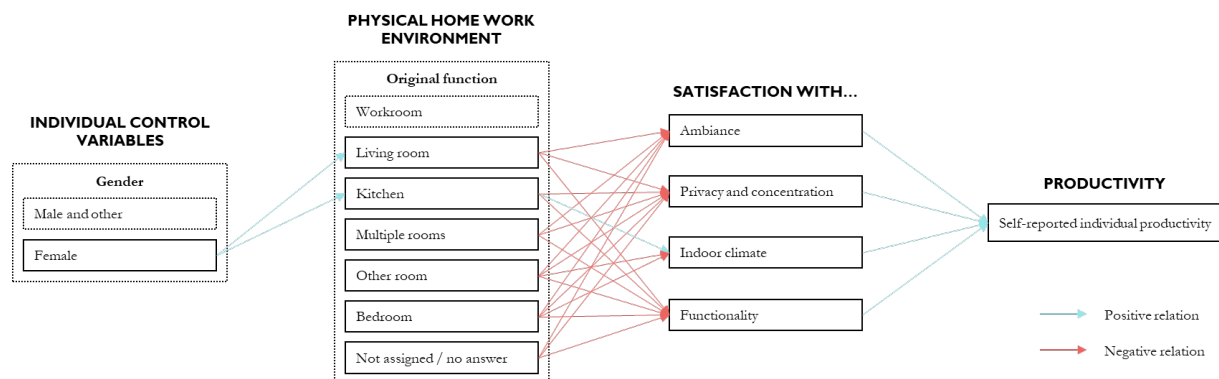 INDIVIDUAL CONTROL
VARIABLES
Gender
Male and other
Female
PHYSICAL HOME WORK
ENVIRONMENT
Original function
Workroom
Living room
Kitchen
Multiple rooms
Other room
Bedroom
Not assigned / no answer
SATISFACTION WITH...
Ambiance
Privacy and concentration
Indoor climate
Functionality
PRODUCTIVITY
Self-reported individual productivity
Positive relation
Negative relation